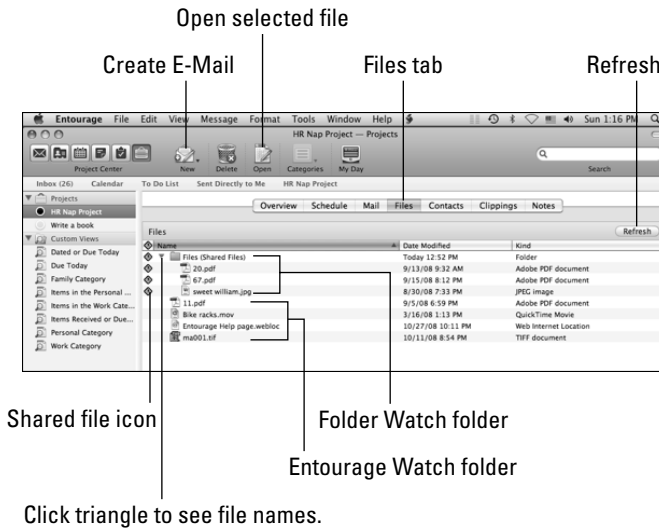 Open selected file
Create E-Mail Files tab Refresh
Entourage File Edit View Message Format Tools Window Help Sun 1:16 PM
HR Nap Project — Projects
Project Center New Delete Open Categories My Day Search
Inbox (26) Calendar To Do List Sent Directly to Me HR Nap Project
Projects
HR Nap Project
Write a book
Custom Views
Dated or Due Today
Due Today
Family Category
Items in the Personal ...
Items in the Work Cate...
Items Received or Due...
Personal Category
Work Category
Overview Schedule Mail Files Contacts Clippings Notes
Files Refresh
Name Date Modified Kind
Files (Shared Files) Today 12:52 PM Folder
20.pdf 9/13/08 9:32 AM Adobe PDF document
67.pdf 9/15/08 8:12 PM Adobe PDF document
sweet william.jpg 8/30/08 7:33 PM JPEG image
11.pdf 9/5/08 6:59 PM Adobe PDF document
Bike racks.mov 3/16/08 1:13 PM QuickTime Movie
Entourage Help page.webloc 10/27/08 10:11 PM Web Internet Location
ma001.tif 10/11/08 8:54 PM TIFF document
Shared file icon Folder Watch folder
Entourage Watch folder
Click triangle to see file names.